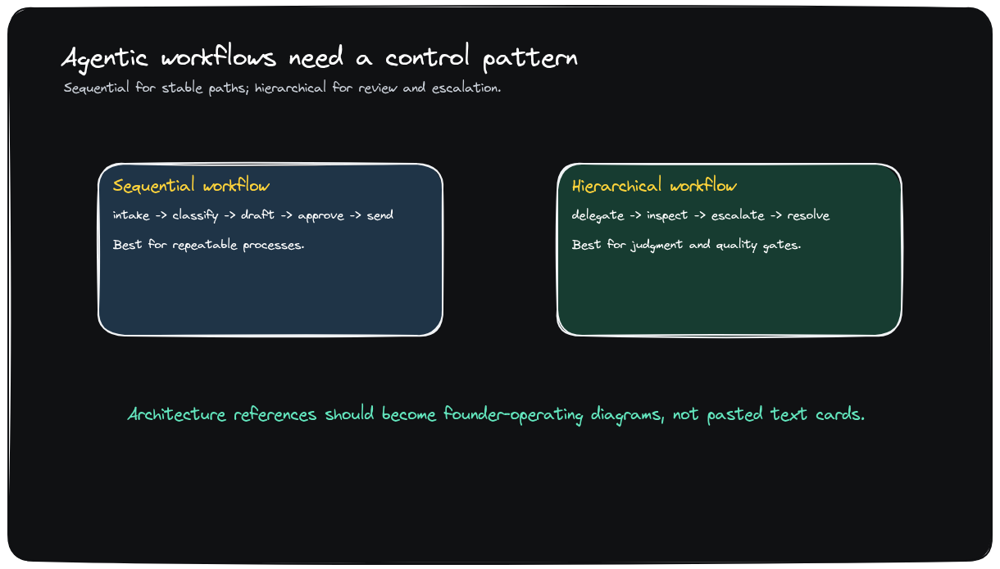 Agentic workflows need a control pattern
Sequential for stable paths; hierarchical for review and escalation.
Sequential workflow
intake -> classify -> draft -> approve -> send
Best for repeatable processes.
Hierarchical workflow
delegate -> inspect -> escalate -> resolve
Best for judgment and quality gates.
Architecture references should become founder-operating diagrams, not pasted text cards.